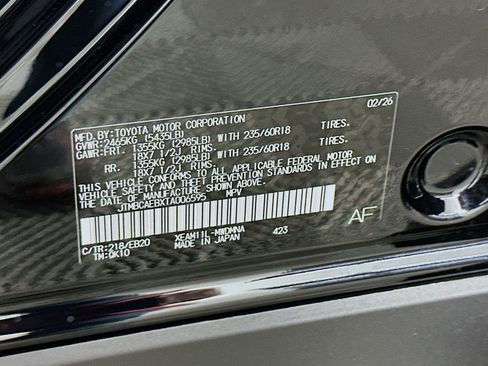 MFD.BY:TOYOTA MOTOR CORPORATION 02/26
GVWR:2465KG (5435LB)
GAWR:FRT. 1355KG (2985LB) WITH 235/60R18 TIRES.
18X7 1/2J RIMS.
RR. 1355KG (2985LB) WITH 235/60R18 TIRES.
18X7 1/2J RIMS.
THIS VEHICLE CONFORMS TO ALL APPLICABLE FEDERAL MOTOR
VEHICLE SAFETY AND THEFT PREVENTION STANDARDS IN EFFECT ON
THE DATE OF MANUFACTURE SHOWN ABOVE.
JTMBCAEBXTA006595 MPV
AF
C/TR:218/EB20 XEAM11L-MWDMNA 423
TM:QK10 MADE IN JAPAN